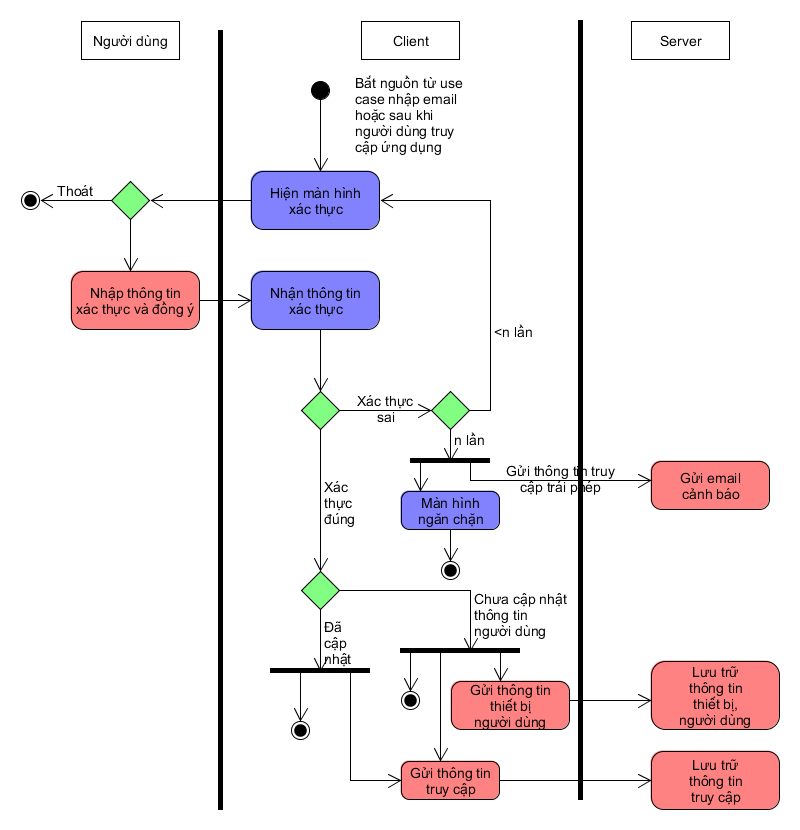 Người dùng
Client
Server
Bắt nguồn từ use
case nhập email
hoặc sau khi
người dùng truy
cập ứng dụng
Thoát
Hiện màn hình
xác thực
Nhập thông tin
xác thực và đồng ý
Nhận thông tin
xác thực
<n lần
Xác thực
sai
n lần
Gửi thông tin truy
cập trái phép
Gửi email
cảnh báo
Xác
thực
đúng
Màn hình
ngăn chặn
Chưa cập nhật
thông tin
người dùng
Đã
cập
nhật
Gửi thông tin
thiết bị
người dùng
Lưu trữ
thông tin
thiết bị,
người dùng
Gửi thông tin
truy cập
Lưu trữ
thông tin
truy cập